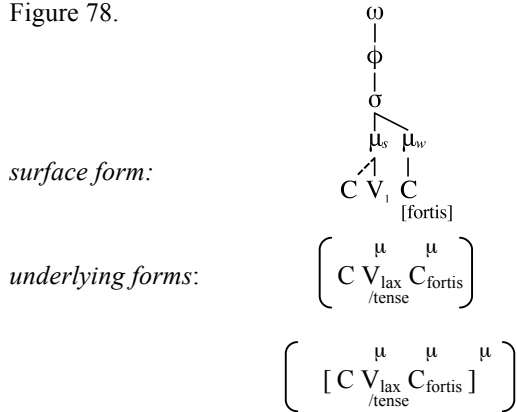 Figure 78.
ω
ϕ
σ
μs μw
surface form:
C V₁ C
[fortis]
μ μ
underlying forms: ( C Vlax Cfortis )
/tense
μ μ μ
( [ C Vlax Cfortis ] )
/tense